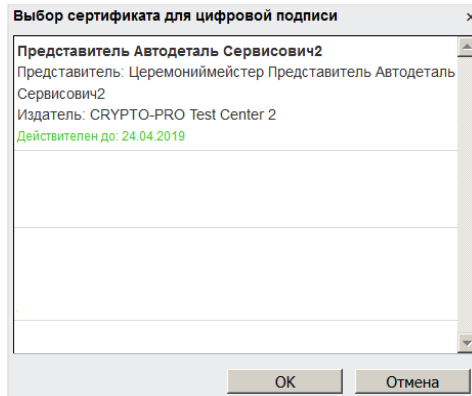 Выбор сертификата для цифровой подписи
Представитель Автодеталь Сервисович2
Представитель: Церемониймейстер Представитель Автодеталь
Сервисович2
Издатель: CRYPTO-PRO Test Center 2
Действителен до: 24.04.2019
OK
Отмена